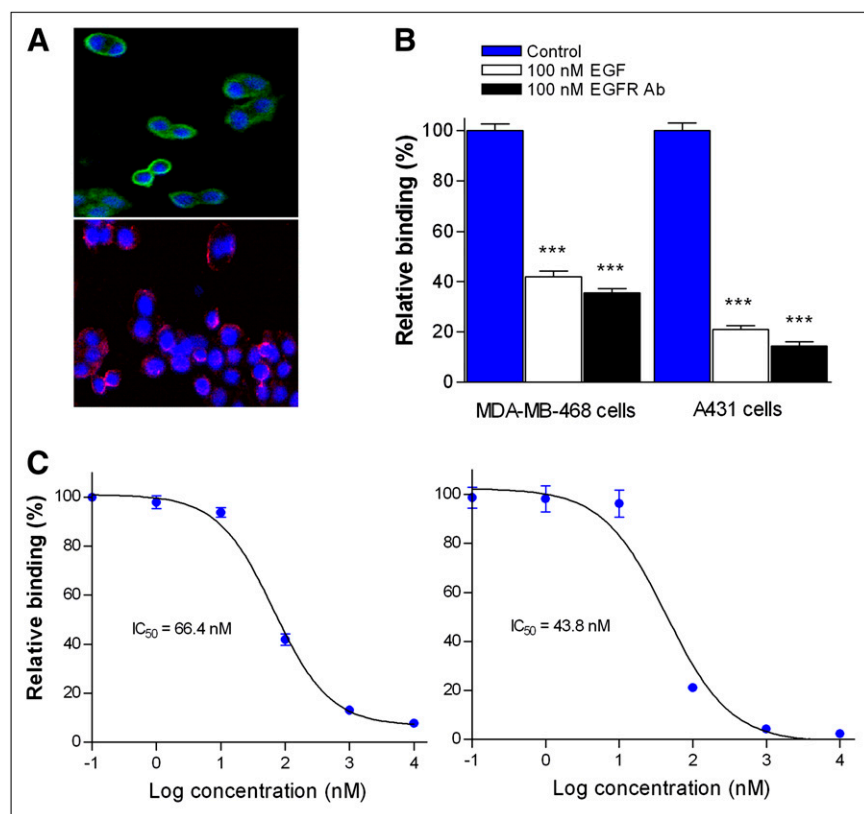 A
B
Control
100 nM EGF
100 nM EGFR Ab
Relative binding (%)
100
80
60
40
20
0
***
***
***
***
MDA-MB-468 cells
A431 cells
C
Relative binding (%)
100
80
60
40
20
0
IC50 = 66.4 nM
-1 0 1 2 3 4
Log concentration (nM)
100
80
60
40
20
0
IC50 = 43.8 nM
-1 0 1 2 3 4
Log concentration (nM)